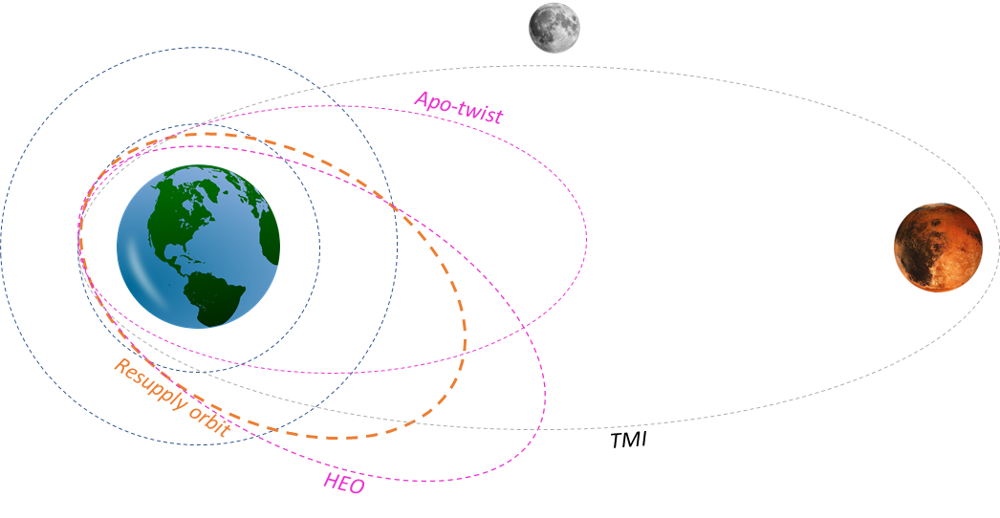 Apo-twist
Resupply orbit
TMI
HEO